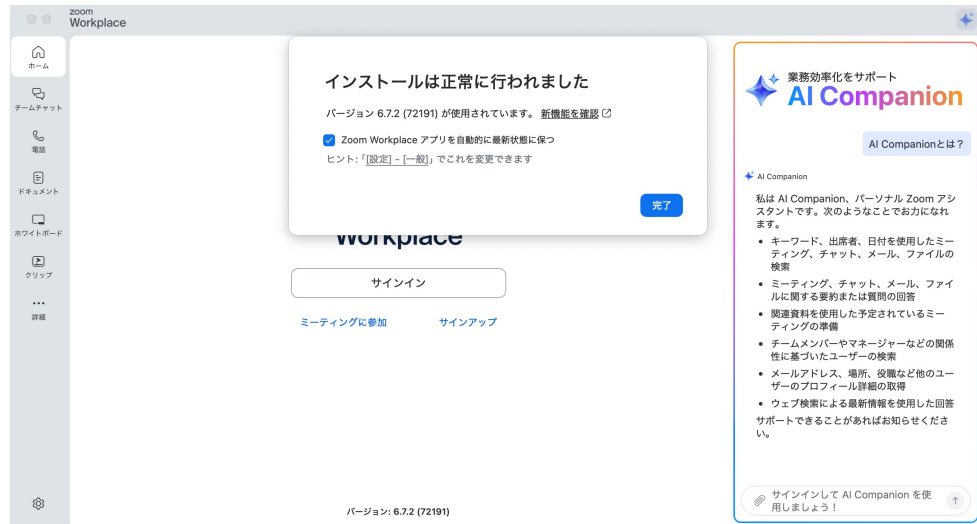 zoom
Workplace
ホーム
チームチャット
電話
ドキュメント
ホワイトボード
クリップ
詳細
インストールは正常に行われました
バージョン 6.7.2 (72191) が使用されています。 新機能を確認
Zoom Workplace アプリを自動的に最新状態に保つ
ヒント:「[設定] - [一般]」でこれを変更できます
完了
Workplace
サインイン
ミーティングに参加 サインアップ
バージョン: 6.7.2 (72191)
業務効率化をサポート
AI Companion
AI Companionとは？
AI Companion
私は AI Companion、パーソナル Zoom アシ
スタントです。次のようなことでお力になれ
ます。
• キーワード、出席者、日付を使用したミー
ティング、チャット、メール、ファイルの
検索
• ミーティング、チャット、メール、ファイ
ルに関する要約または質問の回答
• 関連資料を使用した予定されているミー
ティングの準備
• チームメンバーやマネージャーなどの関係
性に基づいたユーザーの検索
• メールアドレス、場所、役職など他のユー
ザーのプロフィール詳細の取得
• ウェブ検索による最新情報を使用した回答
サポートできることがあればお知らせくださ
い。
サインインして AI Companion を使
用しましょう！